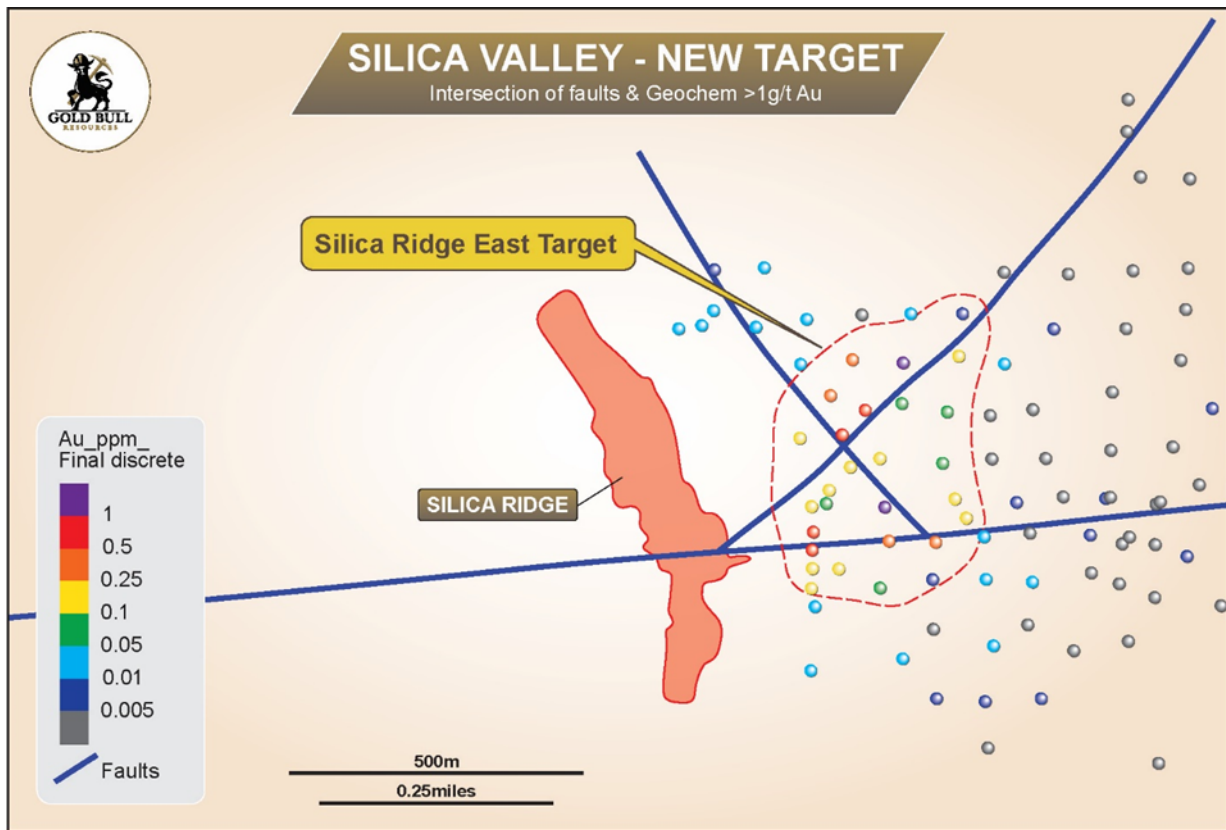 GOLD BULL
RESOURCES
SILICA VALLEY - NEW TARGET
Intersection of faults & Geochem >1g/t Au
Silica Ridge East Target
SILICA RIDGE
Au_ppm_
Final discrete
1
0.5
0.25
0.1
0.05
0.01
0.005
Faults
500m
0.25miles